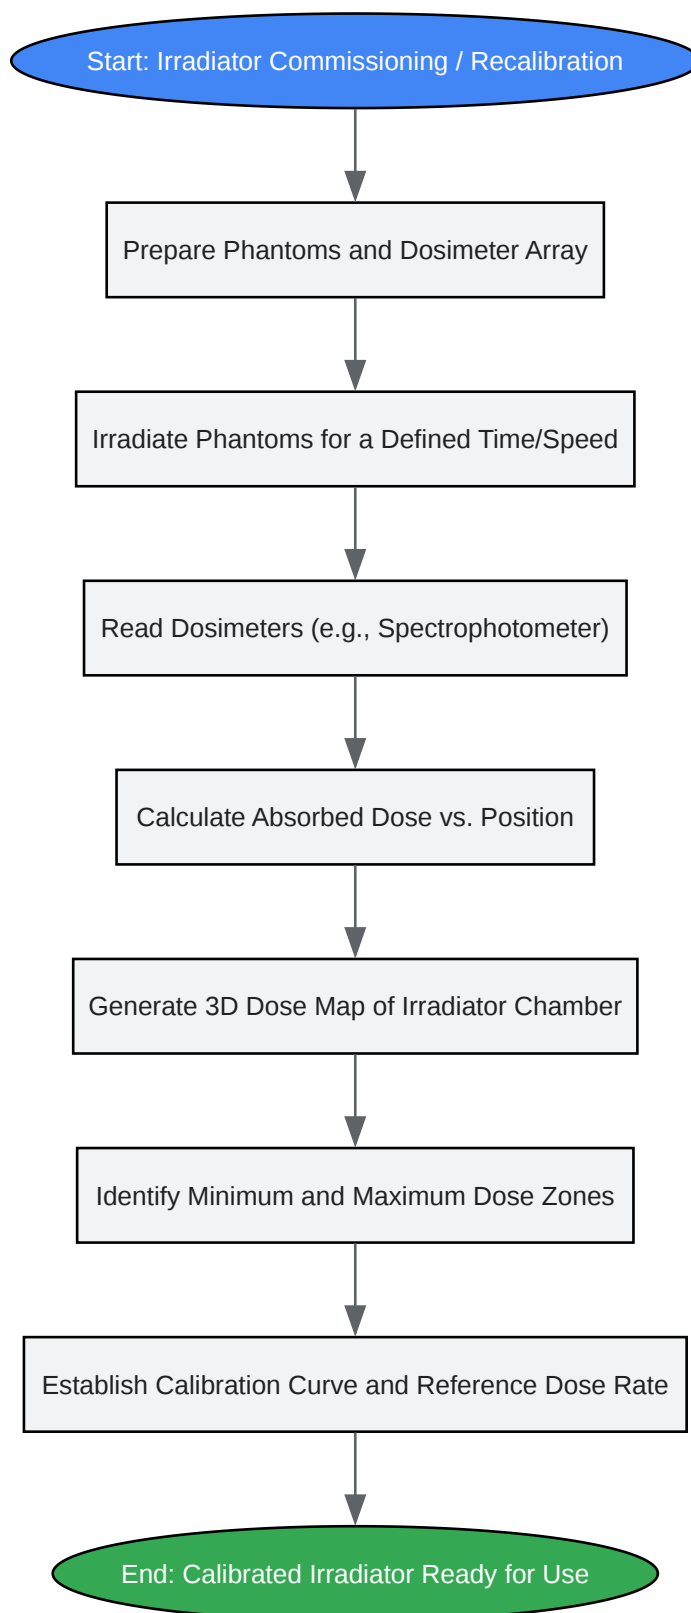 Start: Irradiator Commissioning / Recalibration
Prepare Phantoms and Dosimeter Array
Irradiate Phantoms for a Defined Time/Speed
Read Dosimeters (e.g., Spectrophotometer)
Calculate Absorbed Dose vs. Position
Generate 3D Dose Map of Irradiator Chamber
Identify Minimum and Maximum Dose Zones
Establish Calibration Curve and Reference Dose Rate
End: Calibrated Irradiator Ready for Use